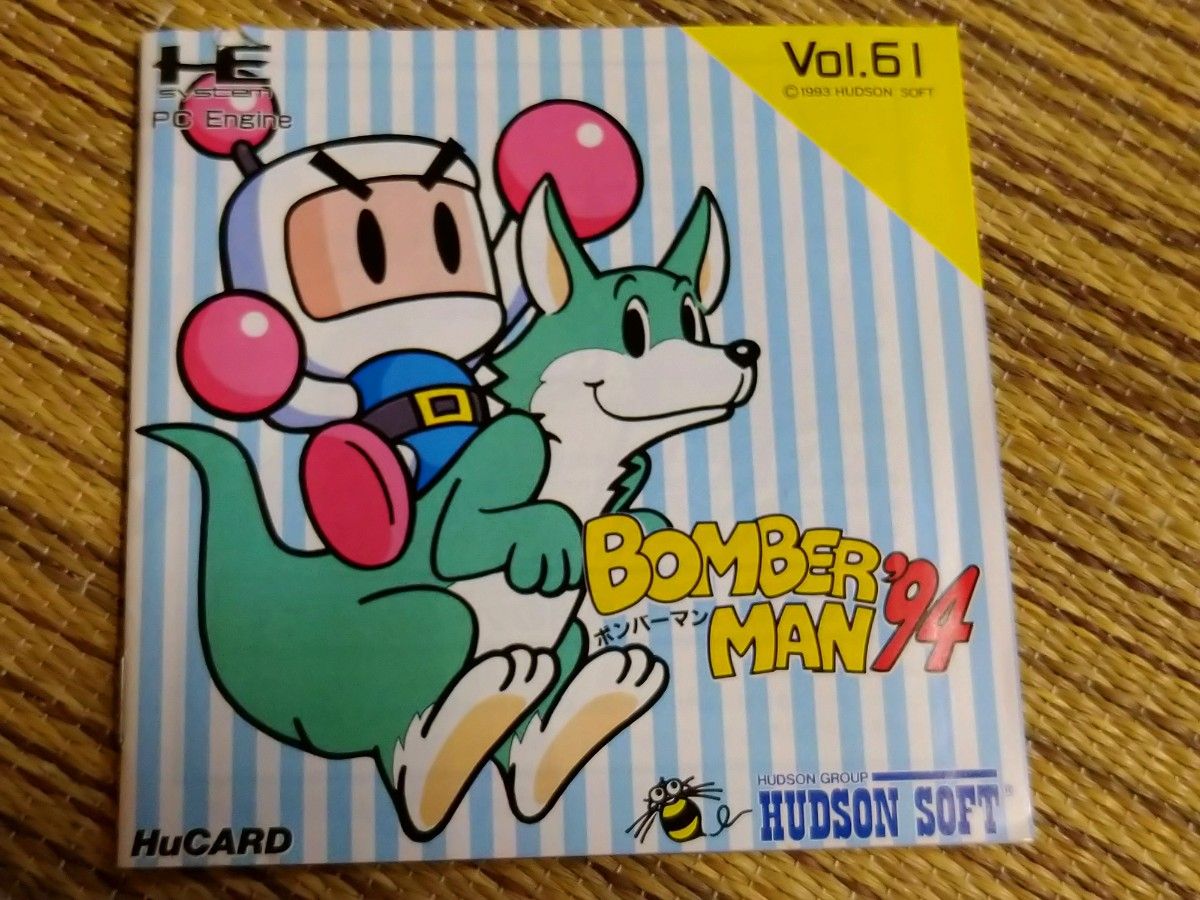 HE
system
PC Engine
Vol.61
©1993 HUDSON SOFT
BOMBER
MAN '94
ボンバーマン
HUDSON GROUP
HUDSON SOFT®
HuCARD